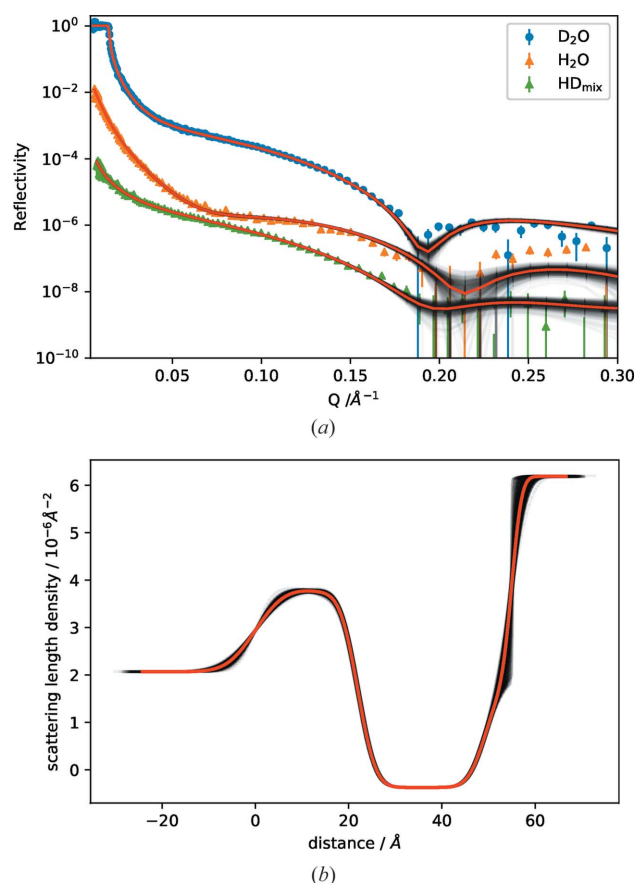 10⁰
10⁻²
10⁻⁴
10⁻⁶
10⁻⁸
10⁻¹⁰
Reflectivity
D₂O
H₂O
HDmix
0.05 0.10 0.15 0.20 0.25 0.30
Q /Å⁻¹
(a)
6
5
4
3
2
1
0
scattering length density / 10⁻⁶Å⁻²
−20 0 20 40 60
distance / Å
(b)